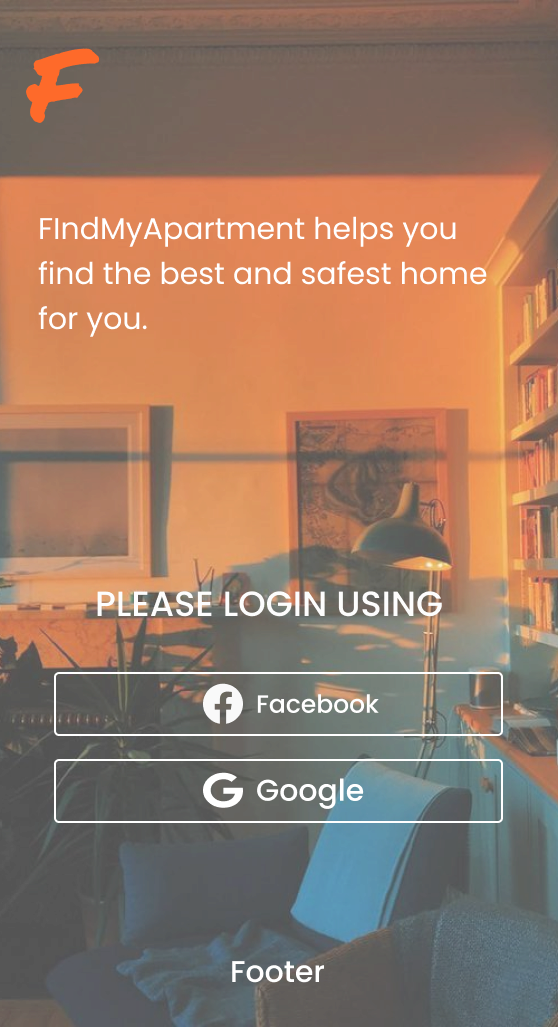 F
FIndMyApartment helps you
find the best and safest home
for you.
PLEASE LOGIN USING
Facebook
Google
Footer